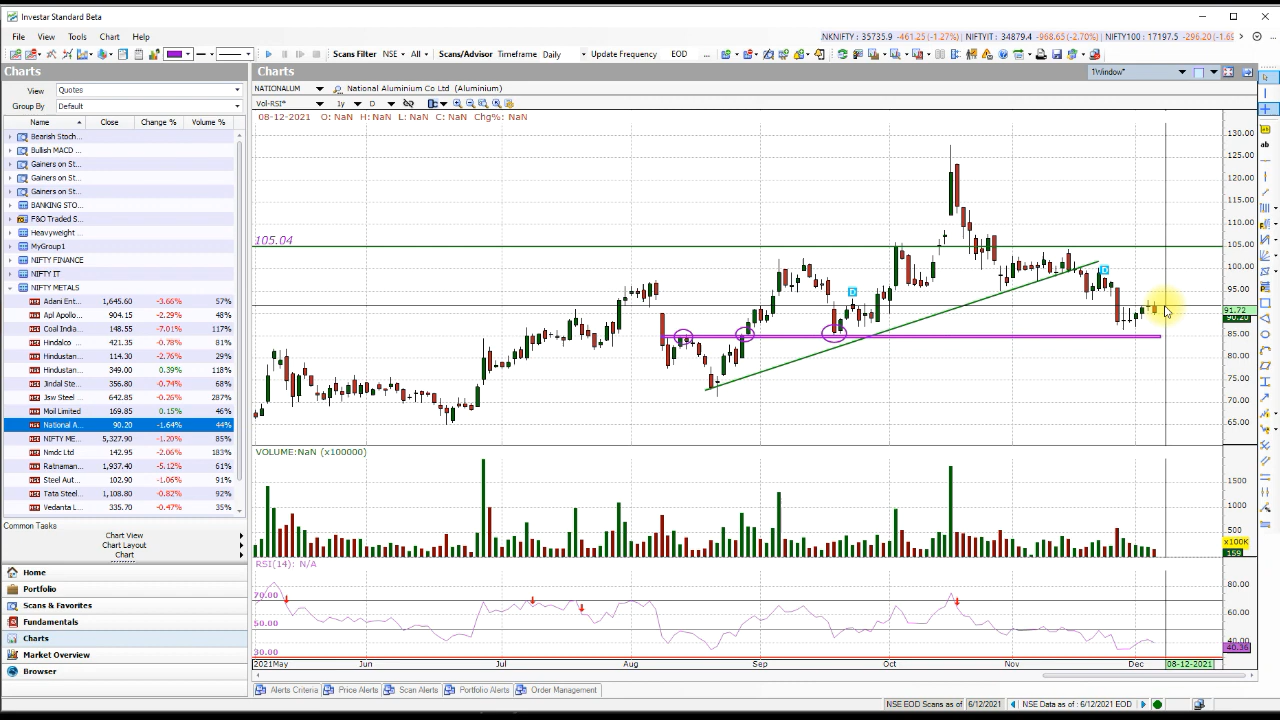 Investar Standard Beta
File View Tools Chart Help
NKNIFTY : 35735.9 -461.25 (-1.27%) NIFTYIT : 34879.4 -968.65 (-2.70%) NIFTY100 : 17197.5 -296.20 (-1.69
Scans Filter NSE All Scans/Advisor Timeframe Daily Update Frequency EOD ...
Charts
View Quotes
Group By Default
Name Close Change % Volume %
Bearish Stoch...
Bullish MACD ...
Gainers on St...
Gainers on St...
Gainers on St...
BANKING STO...
F&O Traded S...
Heavyweight ...
MyGroup1
NIFTY FINANCE
NIFTY IT
NIFTY METALS
Adani Ent... 1,645.60 -3.66% 57%
Apl Apollo... 904.15 -2.29% 48%
Coal India... 148.55 -7.01% 117%
Hindalco... 421.35 -0.78% 81%
Hindustan... 114.35 -2.76% 29%
Hindustan... 349.00 0.39% 118%
Jindal Stee... 356.80 -0.74% 68%
Jsw Steel ... 642.85 -0.26% 287%
Moil Limited 169.85 0.15% 46%
National A... 90.20 -1.64% 44%
NIFTY ME... 5,327.90 -1.20% 85%
Nmdc Ltd 142.95 -2.06% 183%
Ratnaman... 1,937.40 -5.12% 61%
Steel Aut... 102.90 -1.06% 91%
Tata Steel... 1,108.80 -0.82% 92%
Vedanta L... 335.70 -0.47% 35%
Common Tasks
Chart View
Chart Layout
Chart
Home
Portfolio
Scans & Favorites
Fundamentals
Charts
Market Overview
Browser
Charts
1Window*
NATIONALUM National Aluminium Co Ltd (Aluminium)
Vol-RSI* 1y D
08-12-2021 O: NaN H: NaN L: NaN C: NaN Chg%: NaN
105.04
D
D
130.00
125.00
120.00
115.00
110.00
105.00
100.00
95.00
91.72
90.20
85.00
80.00
75.00
70.00
65.00
VOLUME:NaN (x100000)
1500
1000
500
x100K
159
RSI(14): N/A
70.00
50.00
30.00
80.00
60.00
40.00
40.36
2021May Jun Jul Aug Sep Oct Nov Dec 08-12-2021
Alerts Criteria Price Alerts Scan Alerts Portfolio Alerts Order Management
NSE EOD Scans as of 6/12/2021 NSE Data as of : 6/12/2021 EOD
ab